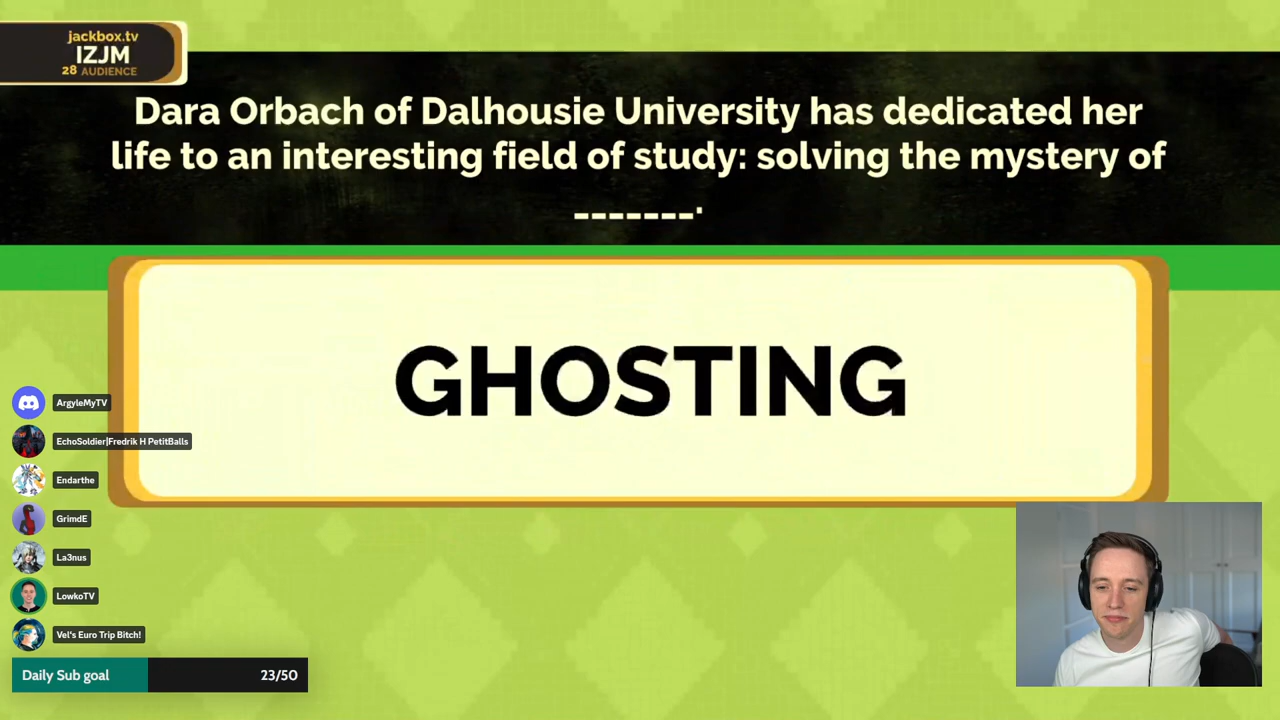 jackbox.tv
IZJM
28 AUDIENCE
Dara Orbach of Dalhousie University has dedicated her
life to an interesting field of study: solving the mystery of
_______.
GHOSTING
ArgyleMyTV
EchoSoldier|Fredrik H PetitBalls
Endarthe
GrimdE
La3nus
LowkoTV
Vel's Euro Trip Bitch!
Daily Sub goal 23/50